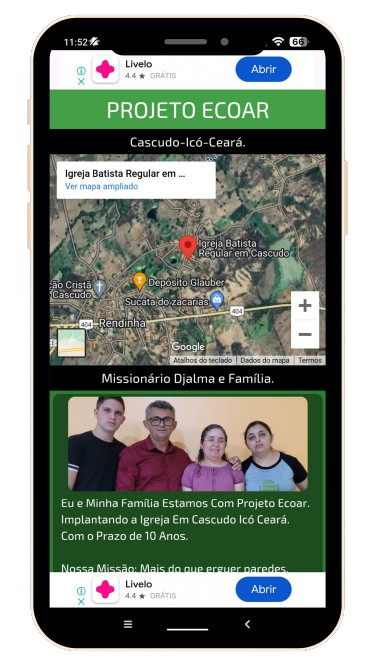 11:52
66
Livelo
4.4 ★ GRÁTIS
Abrir
PROJETO ECOAR
Cascudo-Icó-Ceará.
Igreja Batista Regular em ...
Ver mapa ampliado
Igreja Batista
Regular em Cascudo
ção Cristã
Cascudo
Depósito Glauber
Sucata do zacarias
404
404
Rendinha
+
−
Google
Atalhos do teclado
Dados do mapa
Termos
Missionário Djalma e Família.
Eu e Minha Família Estamos Com Projeto Ecoar.
Implantando a Igreja Em Cascudo Icó Ceará.
Com o Prazo de 10 Anos.
Nossa Missão: Mais do que erguer paredes,
Livelo
4.4 ★ GRÁTIS
Abrir